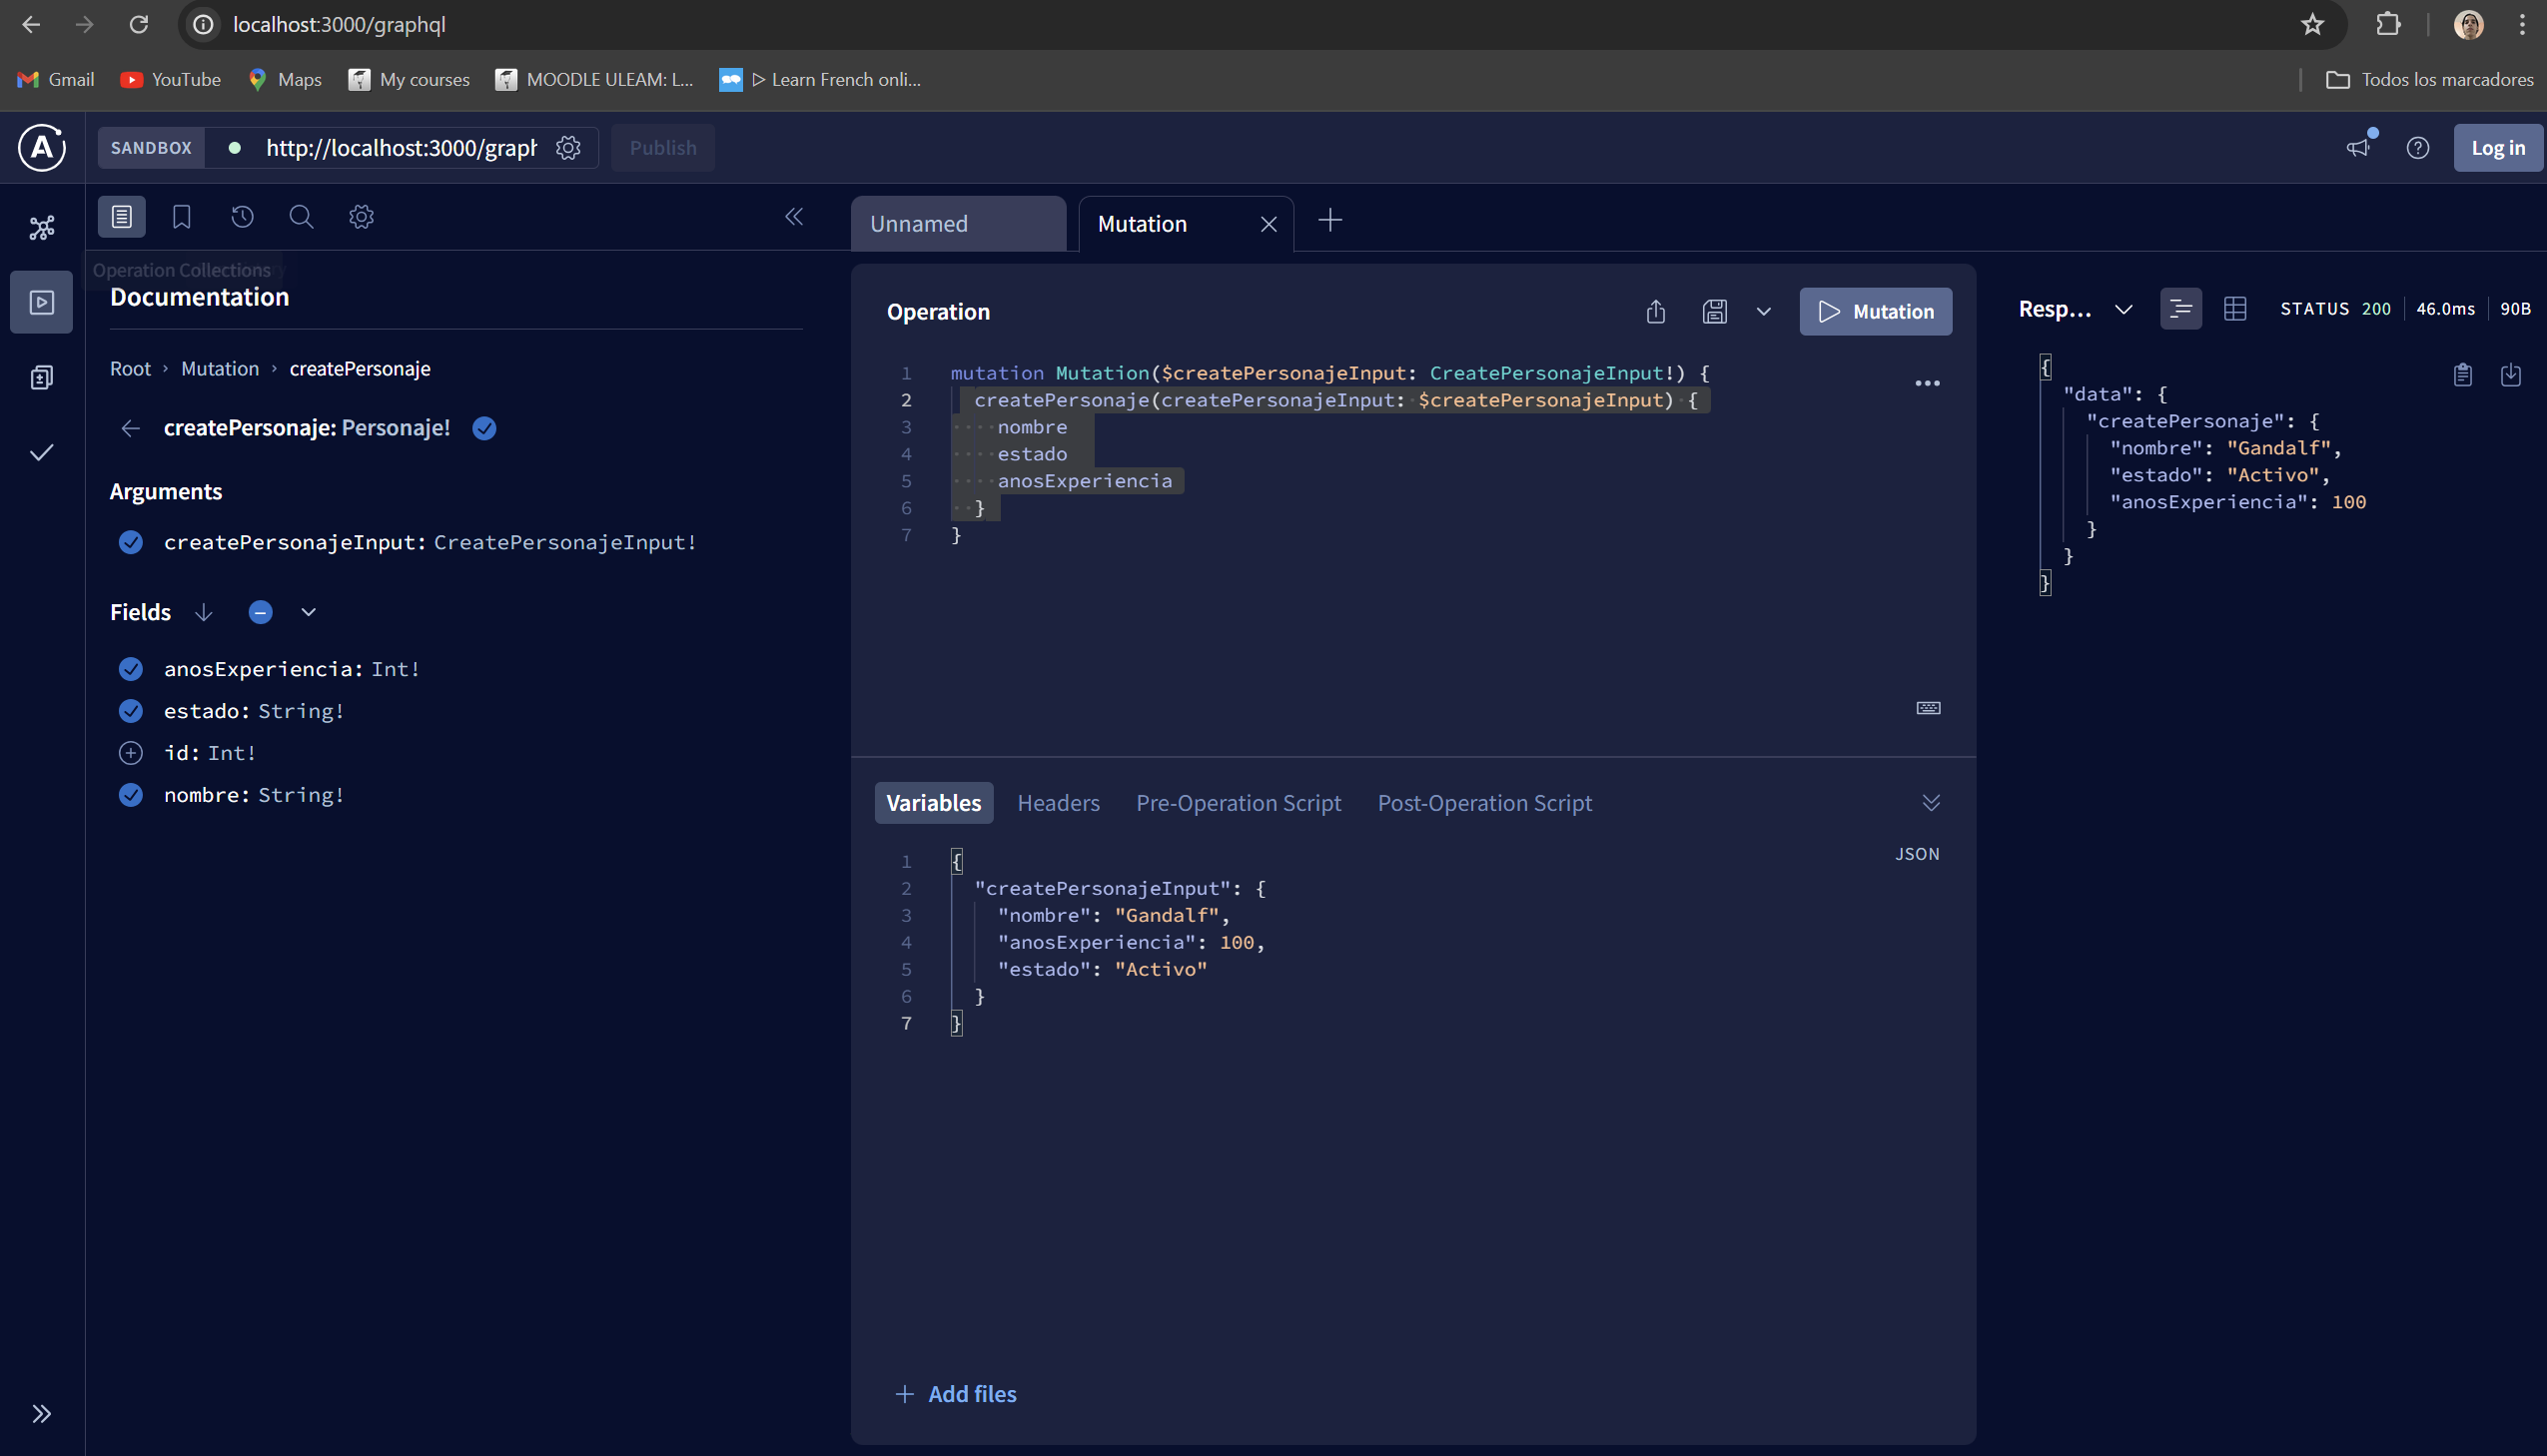 localhost:3000/graphql
Gmail
YouTube
Maps
My courses
MOODLE ULEAM: L...
▷ Learn French onli...
Todos los marcadores
SANDBOX
http://localhost:3000/graph
Publish
Log in
Operation Collections
Documentation
Root › Mutation › createPersonaje
createPersonaje: Personaje!
Arguments
createPersonajeInput: CreatePersonajeInput!
Fields
anosExperiencia: Int!
estado: String!
id: Int!
nombre: String!
Unnamed
Mutation
Operation
Mutation
1 mutation Mutation($createPersonajeInput: CreatePersonajeInput!) {
2 createPersonaje(createPersonajeInput: $createPersonajeInput) {
3 nombre
4 estado
5 anosExperiencia
6 }
7 }
Variables
Headers
Pre-Operation Script
Post-Operation Script
JSON
1 {
2 "createPersonajeInput": {
3 "nombre": "Gandalf",
4 "anosExperiencia": 100,
5 "estado": "Activo"
6 }
7 }
Add files
Resp...
STATUS 200
46.0ms
90B
{
"data": {
"createPersonaje": {
"nombre": "Gandalf",
"estado": "Activo",
"anosExperiencia": 100
}
}
}